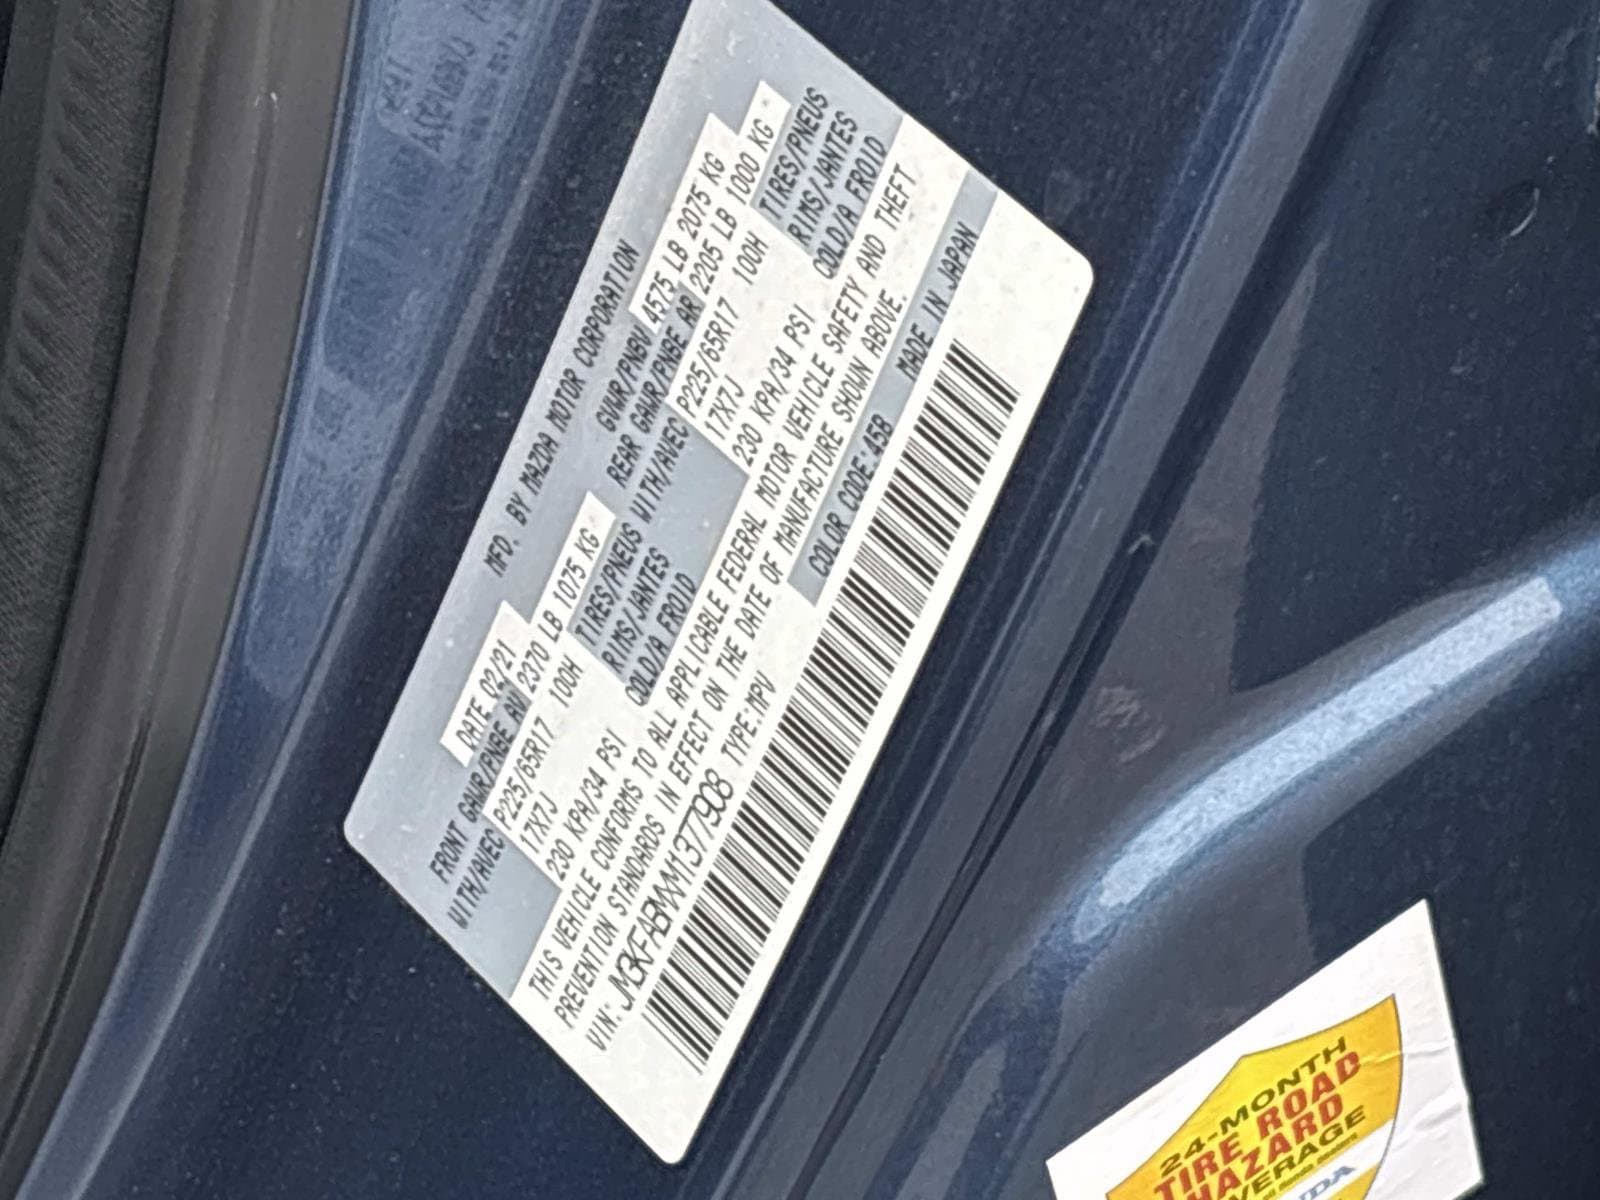 MFD. BY MAZDA MOTOR CORPORATION
DATE 02/21 GVWR/PNBV 4575 LB 2075 KG
FRONT GAWR/PNBE AV 2370 LB 1075 KG REAR GAWR/PNBE AR 2205 LB 1000 KG
WITH/AVEC P225/65R17 100H TIRES/PNEUS WITH/AVEC P225/65R17 100H TIRES/PNEUS
17X7J RIMS/JANTES 17X7J RIMS/JANTES
230 KPA/34 PSI COLD/A FROID 230 KPA/34 PSI COLD/A FROID
THIS VEHICLE CONFORMS TO ALL APPLICABLE FEDERAL MOTOR VEHICLE SAFETY AND THEFT
PREVENTION STANDARDS IN EFFECT ON THE DATE OF MANUFACTURE SHOWN ABOVE.
VIN: TYPE:MPV COLOR CODE:45B MADE IN JAPAN
24-MONTH
TIRE ROAD
HAZARD